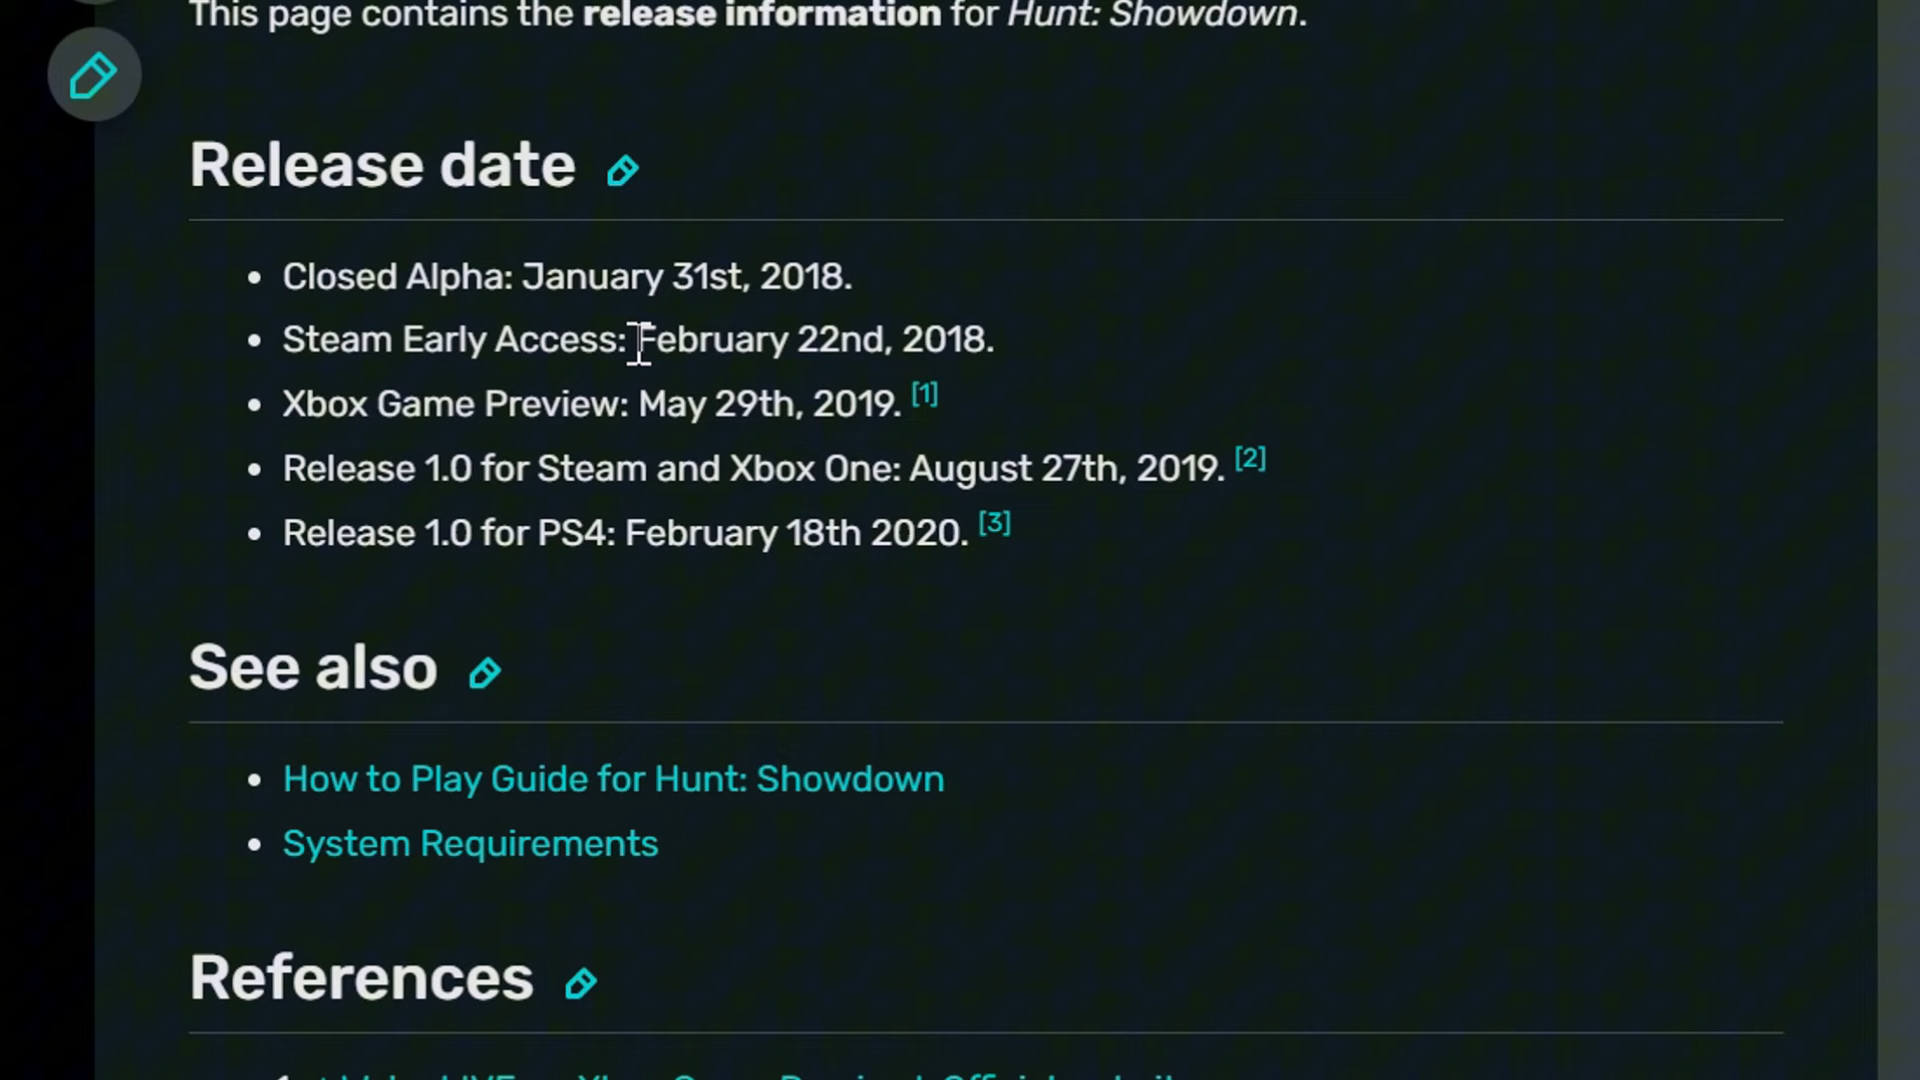 This page contains the release information for Hunt: Showdown.
Release date
Closed Alpha: January 31st, 2018.
Steam Early Access: February 22nd, 2018.
Xbox Game Preview: May 29th, 2019. [1]
Release 1.0 for Steam and Xbox One: August 27th, 2019. [2]
Release 1.0 for PS4: February 18th 2020. [3]
See also
How to Play Guide for Hunt: Showdown
System Requirements
References